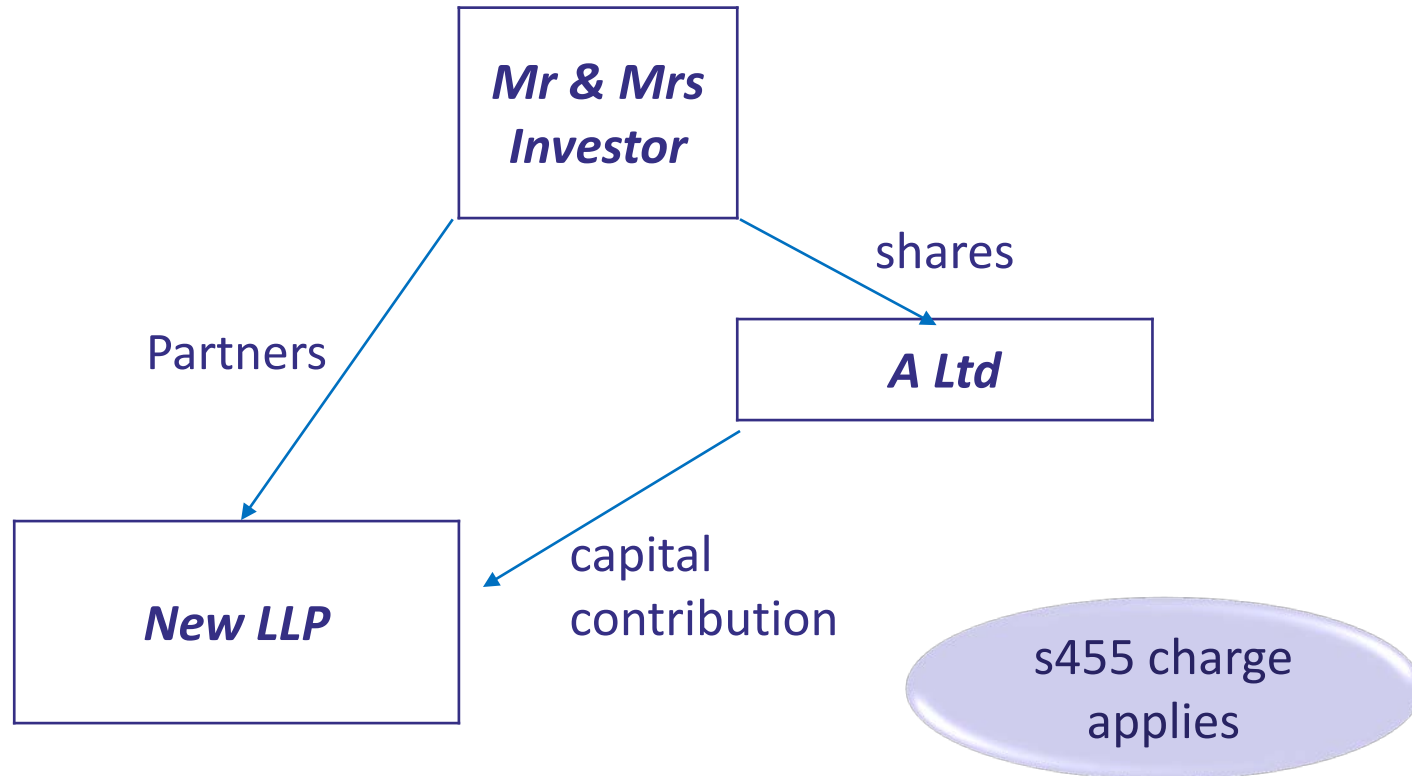 Mr & Mrs
Investor
shares
Partners
A Ltd
capital
contribution
New LLP
s455 charge
applies